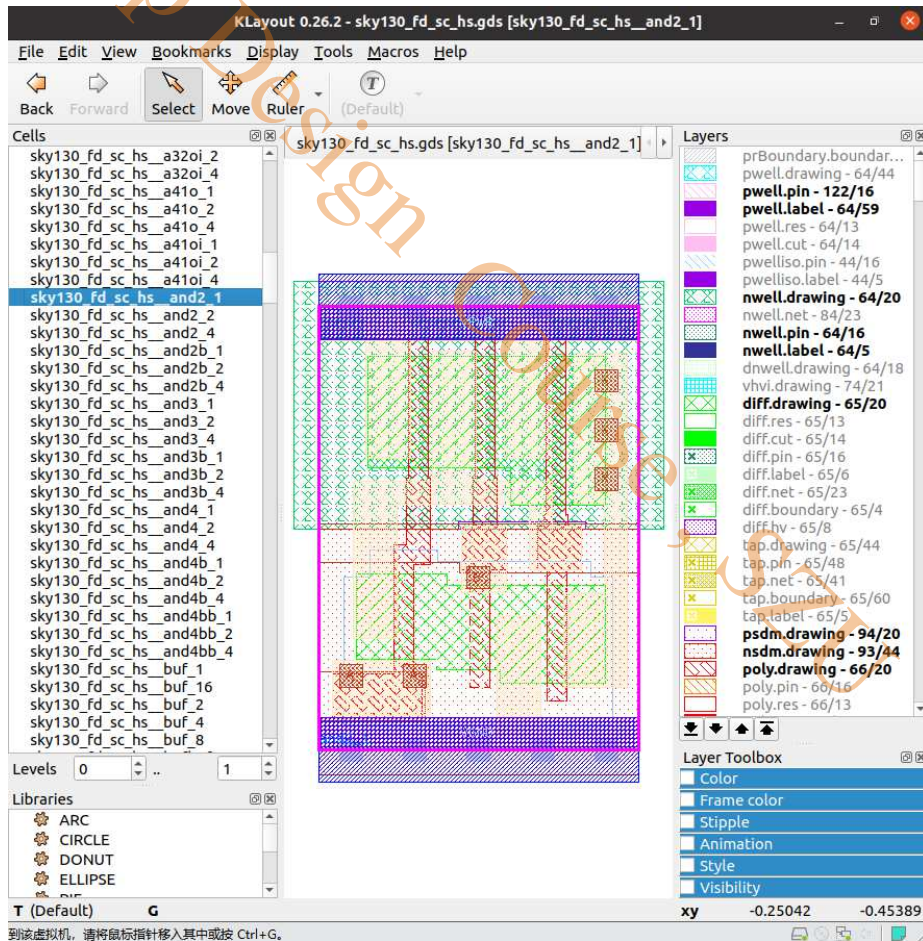 KLayout 0.26.2 - sky130_fd_sc_hs.gds [sky130_fd_sc_hs__and2_1]
File Edit View Bookmarks Display Tools Macros Help
Back Forward Select Move Ruler (Default)
Cells
sky130_fd_sc_hs__a32oi_2
sky130_fd_sc_hs__a32oi_4
sky130_fd_sc_hs__a41o_1
sky130_fd_sc_hs__a41o_2
sky130_fd_sc_hs__a41o_4
sky130_fd_sc_hs__a41oi_1
sky130_fd_sc_hs__a41oi_2
sky130_fd_sc_hs__a41oi_4
sky130_fd_sc_hs__and2_1
sky130_fd_sc_hs__and2_2
sky130_fd_sc_hs__and2_4
sky130_fd_sc_hs__and2b_1
sky130_fd_sc_hs__and2b_2
sky130_fd_sc_hs__and2b_4
sky130_fd_sc_hs__and3_1
sky130_fd_sc_hs__and3_2
sky130_fd_sc_hs__and3_4
sky130_fd_sc_hs__and3b_1
sky130_fd_sc_hs__and3b_2
sky130_fd_sc_hs__and3b_4
sky130_fd_sc_hs__and4_1
sky130_fd_sc_hs__and4_2
sky130_fd_sc_hs__and4_4
sky130_fd_sc_hs__and4b_1
sky130_fd_sc_hs__and4b_2
sky130_fd_sc_hs__and4b_4
sky130_fd_sc_hs__and4bb_1
sky130_fd_sc_hs__and4bb_2
sky130_fd_sc_hs__and4bb_4
sky130_fd_sc_hs__buf_1
sky130_fd_sc_hs__buf_16
sky130_fd_sc_hs__buf_2
sky130_fd_sc_hs__buf_4
sky130_fd_sc_hs__buf_8
Levels 0 .. 1
Libraries
ARC
CIRCLE
DONUT
ELLIPSE
sky130_fd_sc_hs.gds [sky130_fd_sc_hs__and2_1]
Design Course, SZU
Layers
prBoundary.boundar...
pwell.drawing - 64/44
pwell.pin - 122/16
pwell.label - 64/59
pwell.res - 64/13
pwell.cut - 64/14
pwelliso.pin - 44/16
pwelliso.label - 44/5
nwell.drawing - 64/20
nwell.net - 84/23
nwell.pin - 64/16
nwell.label - 64/5
dnwell.drawing - 64/18
vhvi.drawing - 74/21
diff.drawing - 65/20
diff.res - 65/13
diff.cut - 65/14
diff.pin - 65/16
diff.label - 65/6
diff.net - 65/23
diff.boundary - 65/4
diff.hv - 65/8
tap.drawing - 65/44
tap.pin - 65/48
tap.net - 65/41
tap.boundary - 65/60
tap.label - 65/5
psdm.drawing - 94/20
nsdm.drawing - 93/44
poly.drawing - 66/20
poly.pin - 66/16
poly.res - 66/13
Layer Toolbox
Color
Frame color
Stipple
Animation
Style
Visibility
T (Default) G xy -0.25042 -0.45389
到该虚拟机，请将鼠标指针移入其中或按 Ctrl+G。